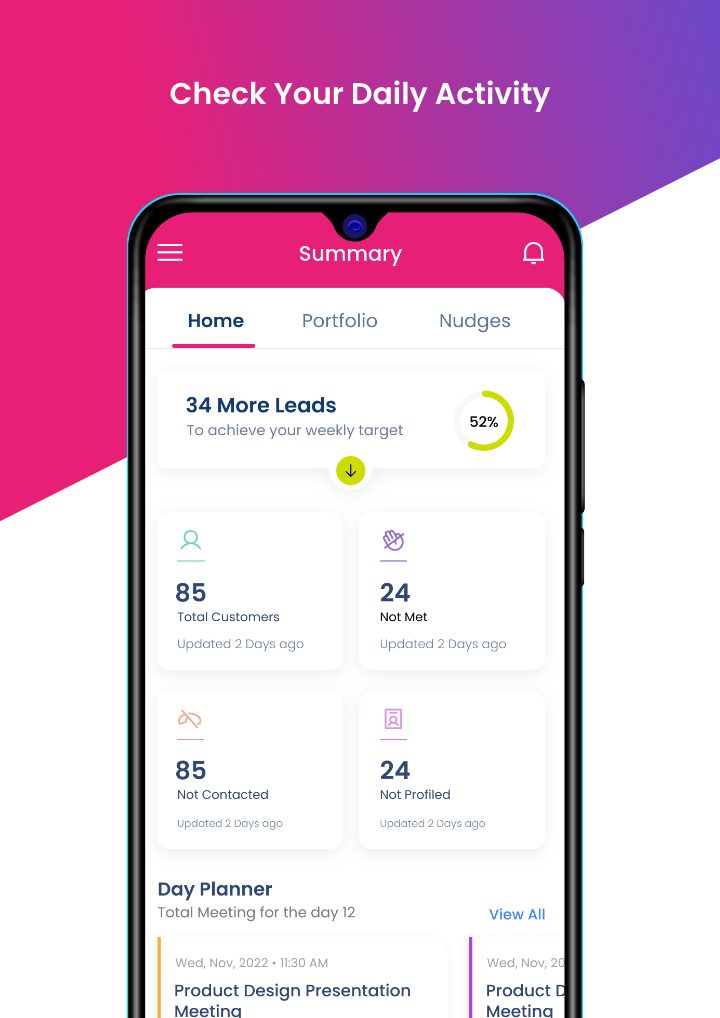 Check Your Daily Activity
Summary
Home Portfolio Nudges
34 More Leads
To achieve your weekly target
52%
85
Total Customers
Updated 2 Days ago
24
Not Met
Updated 2 Days ago
85
Not Contacted
Updated 2 Days ago
24
Not Profiled
Updated 2 Days ago
Day Planner
Total Meeting for the day 12
View All
Wed, Nov, 2022 • 11:30 AM
Product Design Presentation
Meeting
Wed, Nov, 20
Product D
Meeting